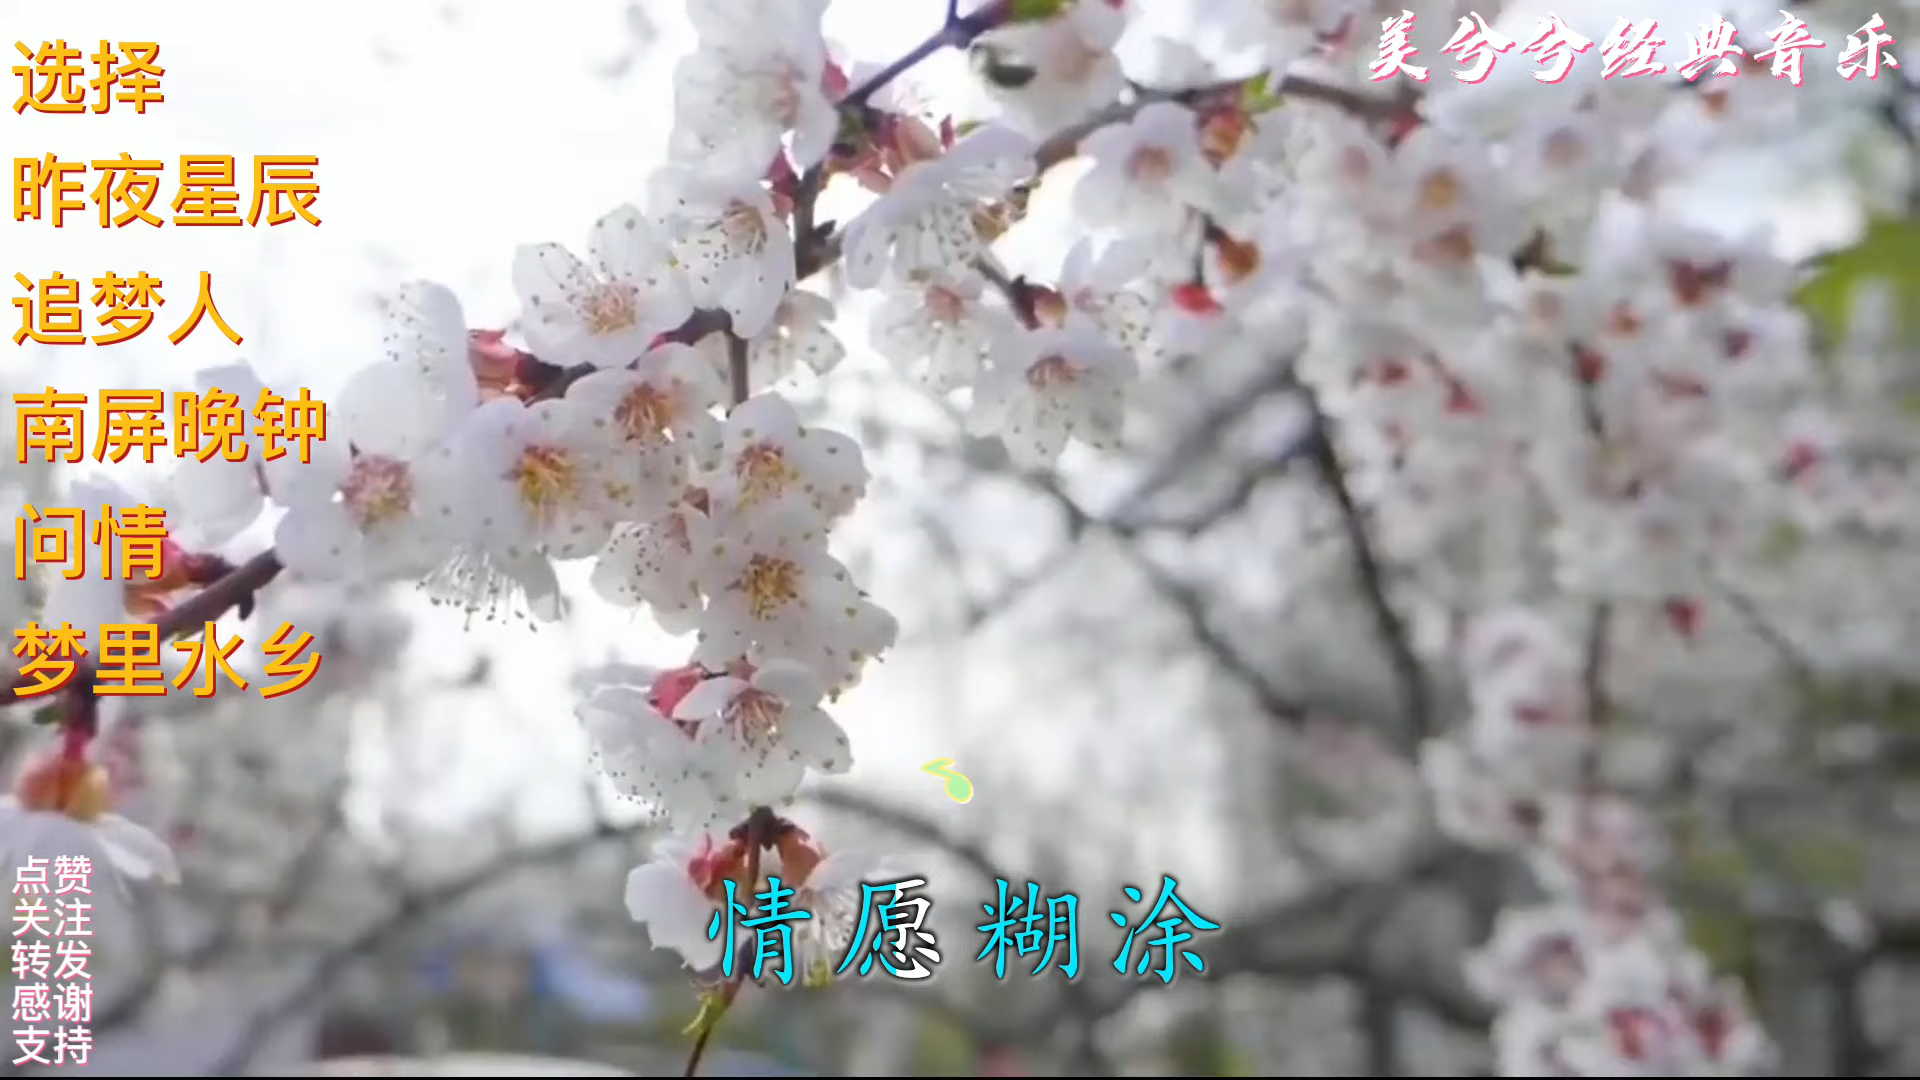 美兮兮经典音乐
选择
昨夜星辰
追梦人
南屏晚钟
问情
梦里水乡
点赞
关注
转发
感谢
支持
情愿糊涂